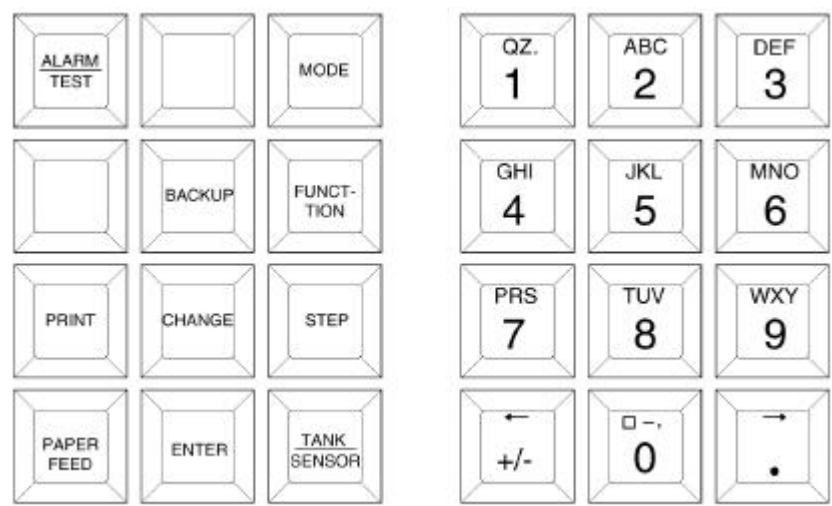 ALARM
TEST
MODE
BACKUP
FUNCT-
TION
PRINT
CHANGE
STEP
PAPER
FEED
ENTER
TANK
SENSOR
QZ.
1
ABC
2
DEF
3
GHI
4
JKL
5
MNO
6
PRS
7
TUV
8
WXY
9
←
+/-
□ –,
0
→
.